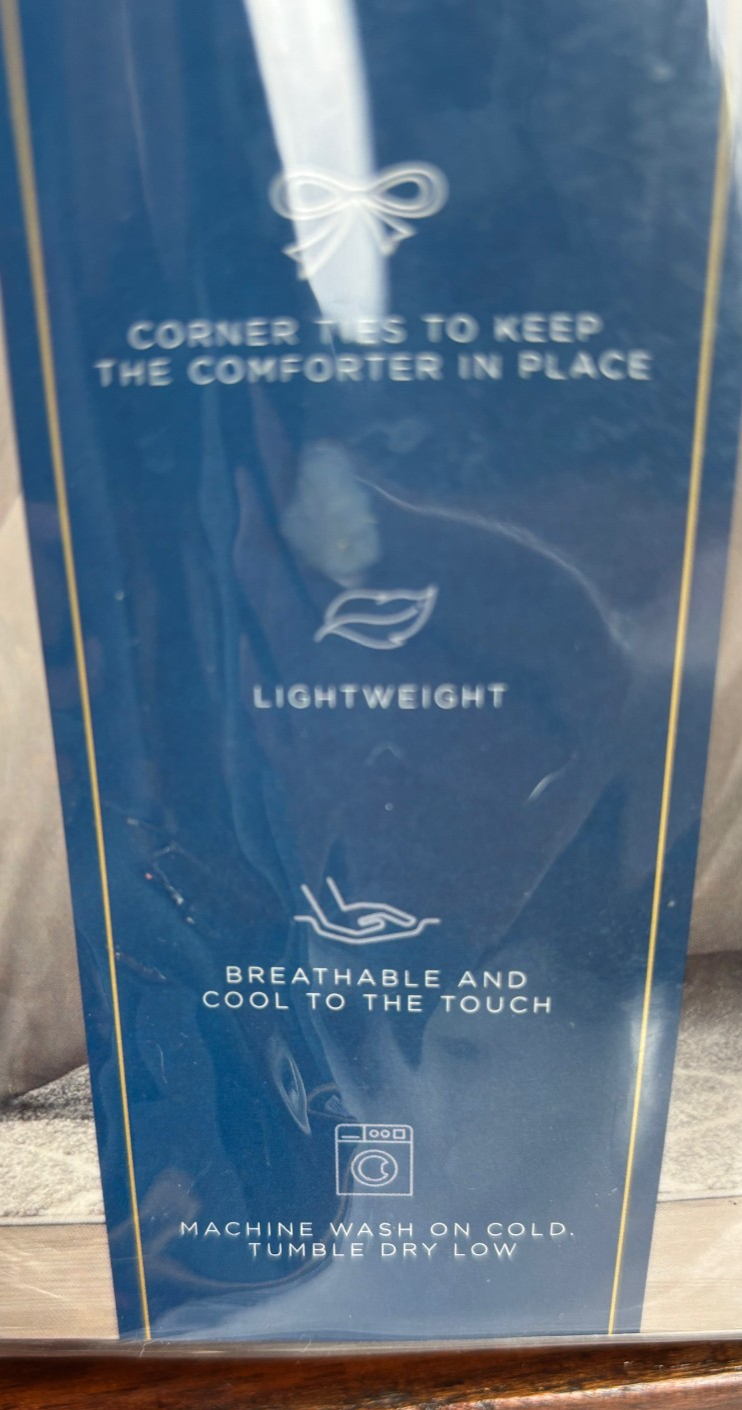 CORNER TIES TO KEEP
THE COMFORTER IN PLACE
LIGHTWEIGHT
BREATHABLE AND
COOL TO THE TOUCH
MACHINE WASH ON COLD.
TUMBLE DRY LOW